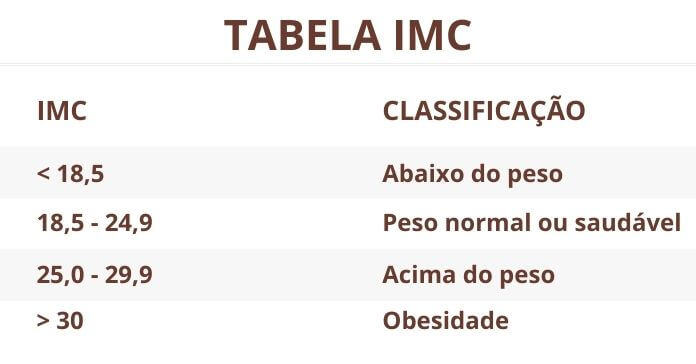 TABELA IMC
IMC CLASSIFICAÇÃO
< 18,5 Abaixo do peso
18,5 - 24,9 Peso normal ou saudável
25,0 - 29,9 Acima do peso
> 30 Obesidade